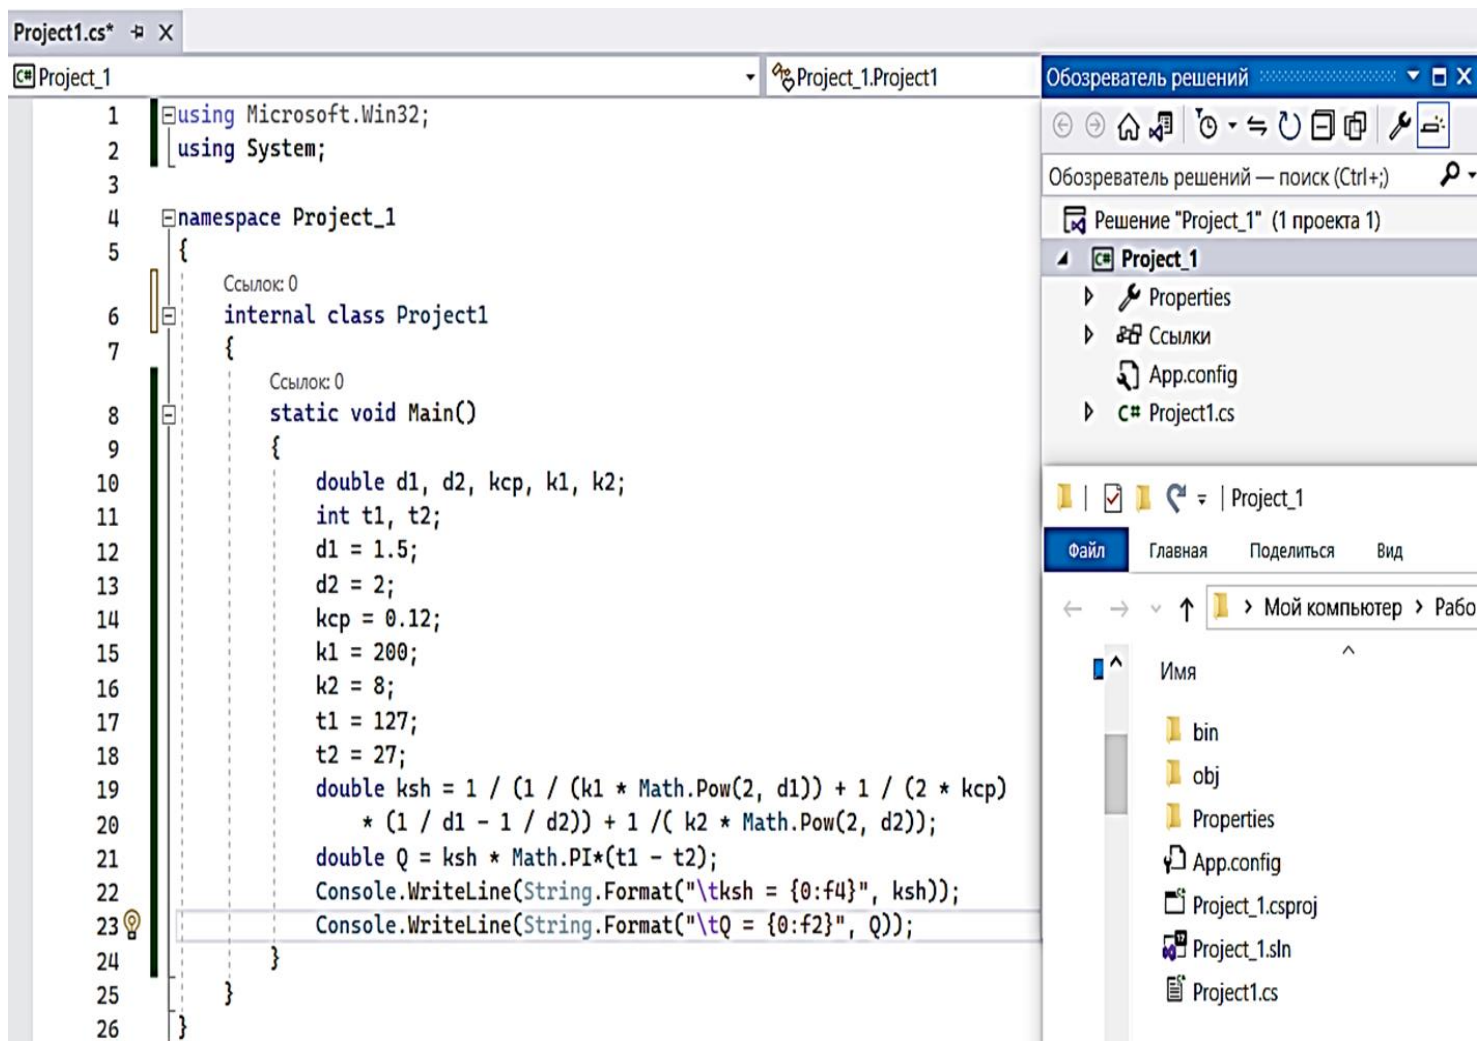 Project1.cs*
Project_1
Project_1.Project1
1 using Microsoft.Win32;
2 using System;
3
4 namespace Project_1
5 {
Ссылок: 0
6 internal class Project1
7 {
Ссылок: 0
8 static void Main()
9 {
10 double d1, d2, kcp, k1, k2;
11 int t1, t2;
12 d1 = 1.5;
13 d2 = 2;
14 kcp = 0.12;
15 k1 = 200;
16 k2 = 8;
17 t1 = 127;
18 t2 = 27;
19 double ksh = 1 / (1 / (k1 * Math.Pow(2, d1)) + 1 / (2 * kcp)
20 * (1 / d1 - 1 / d2)) + 1 /( k2 * Math.Pow(2, d2));
21 double Q = ksh * Math.PI*(t1 - t2);
22 Console.WriteLine(String.Format("\tksh = {0:f4}", ksh));
23 Console.WriteLine(String.Format("\tQ = {0:f2}", Q));
24 }
25 }
26 }
Обозреватель решений
Обозреватель решений — поиск (Ctrl+;)
Решение "Project_1" (1 проекта 1)
C# Project_1
Properties
Ссылки
App.config
C# Project1.cs
Project_1
Файл Главная Поделиться Вид
Мой компьютер > Рабо
Имя
bin
obj
Properties
App.config
Project_1.csproj
Project_1.sln
Project1.cs